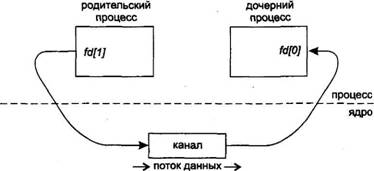 родительский
процесс
дочерний
процесс
fd[1]
fd[0]
процесс
ядро
канал
поток данных